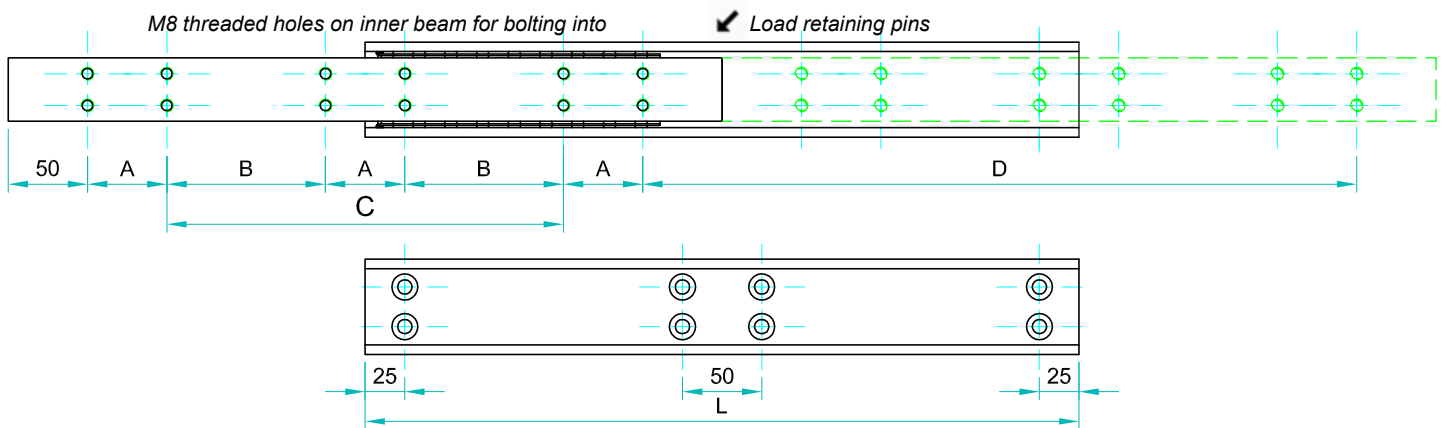 M8 threaded holes on inner beam for bolting into
Load retaining pins
50 A B A B A D
C
25 50 25
L